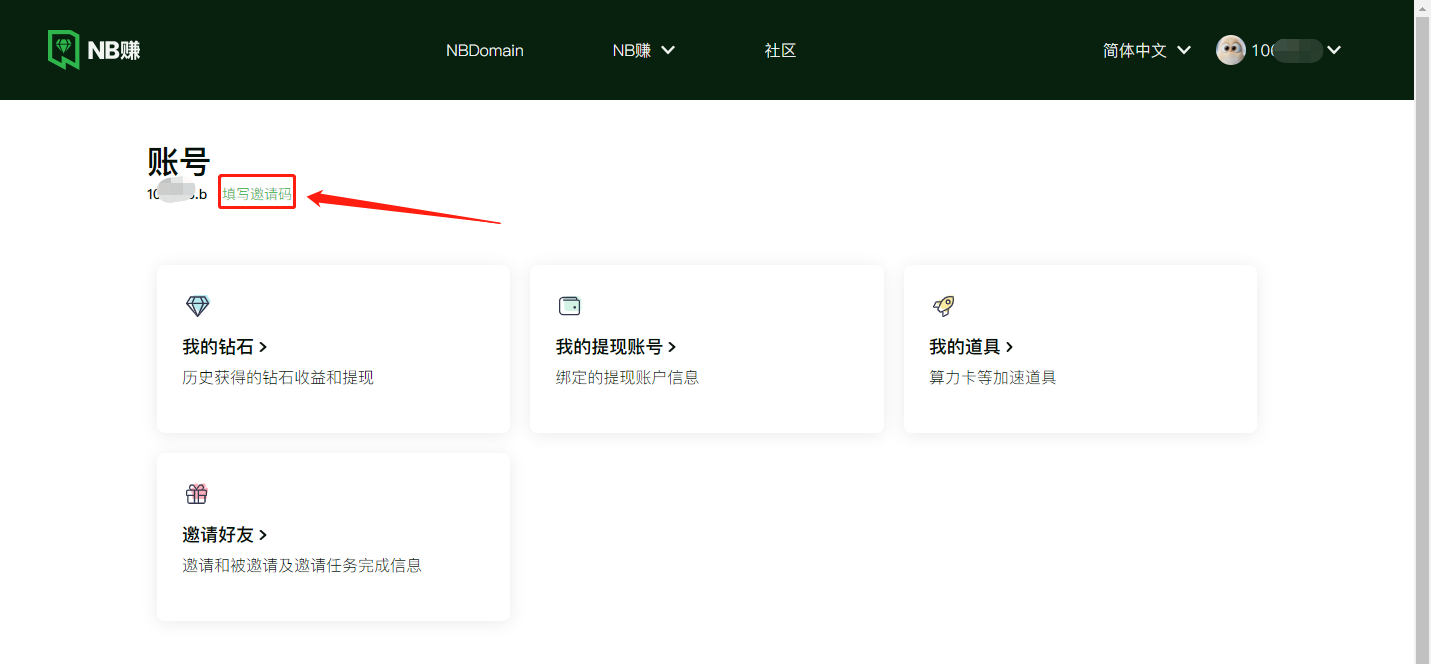 NB赚
NBDomain
NB赚
社区
简体中文
账号
填写邀请码
我的钻石
历史获得的钻石收益和提现
我的提现账号
绑定的提现账户信息
我的道具
算力卡等加速道具
邀请好友
邀请和被邀请及邀请任务完成信息